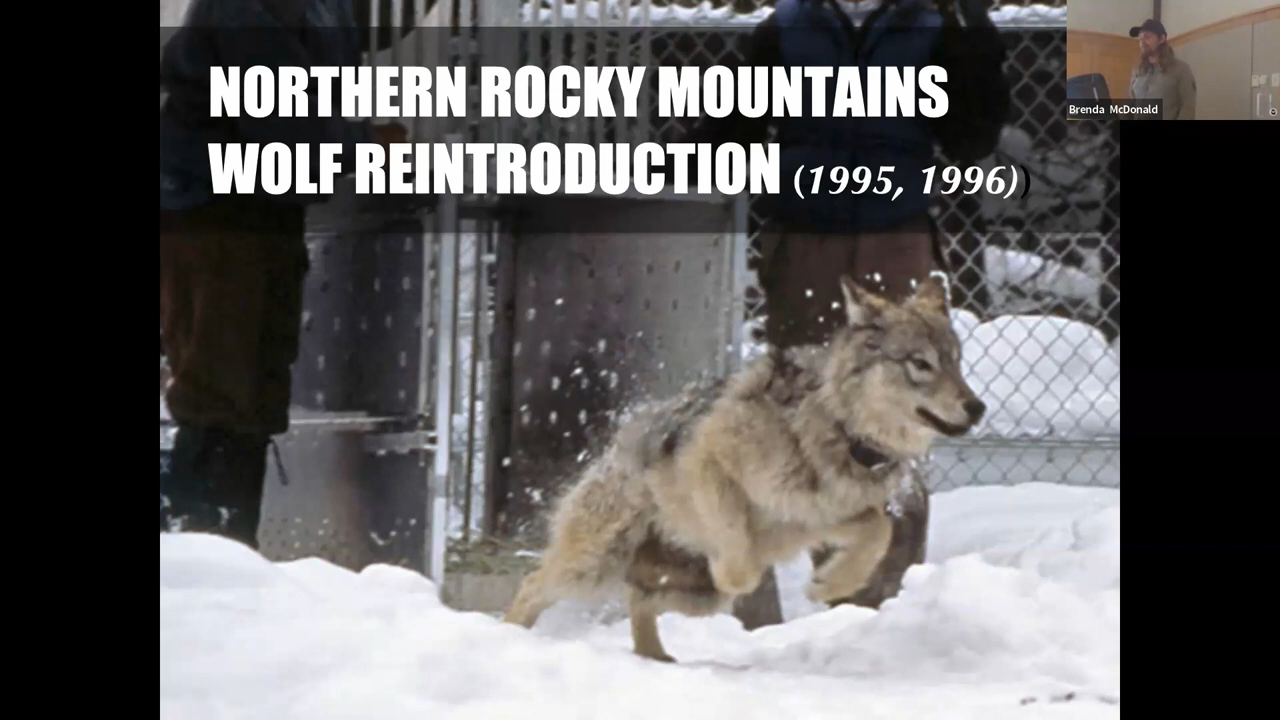 NORTHERN ROCKY MOUNTAINS
WOLF REINTRODUCTION (1995, 1996))
Brenda McDonald